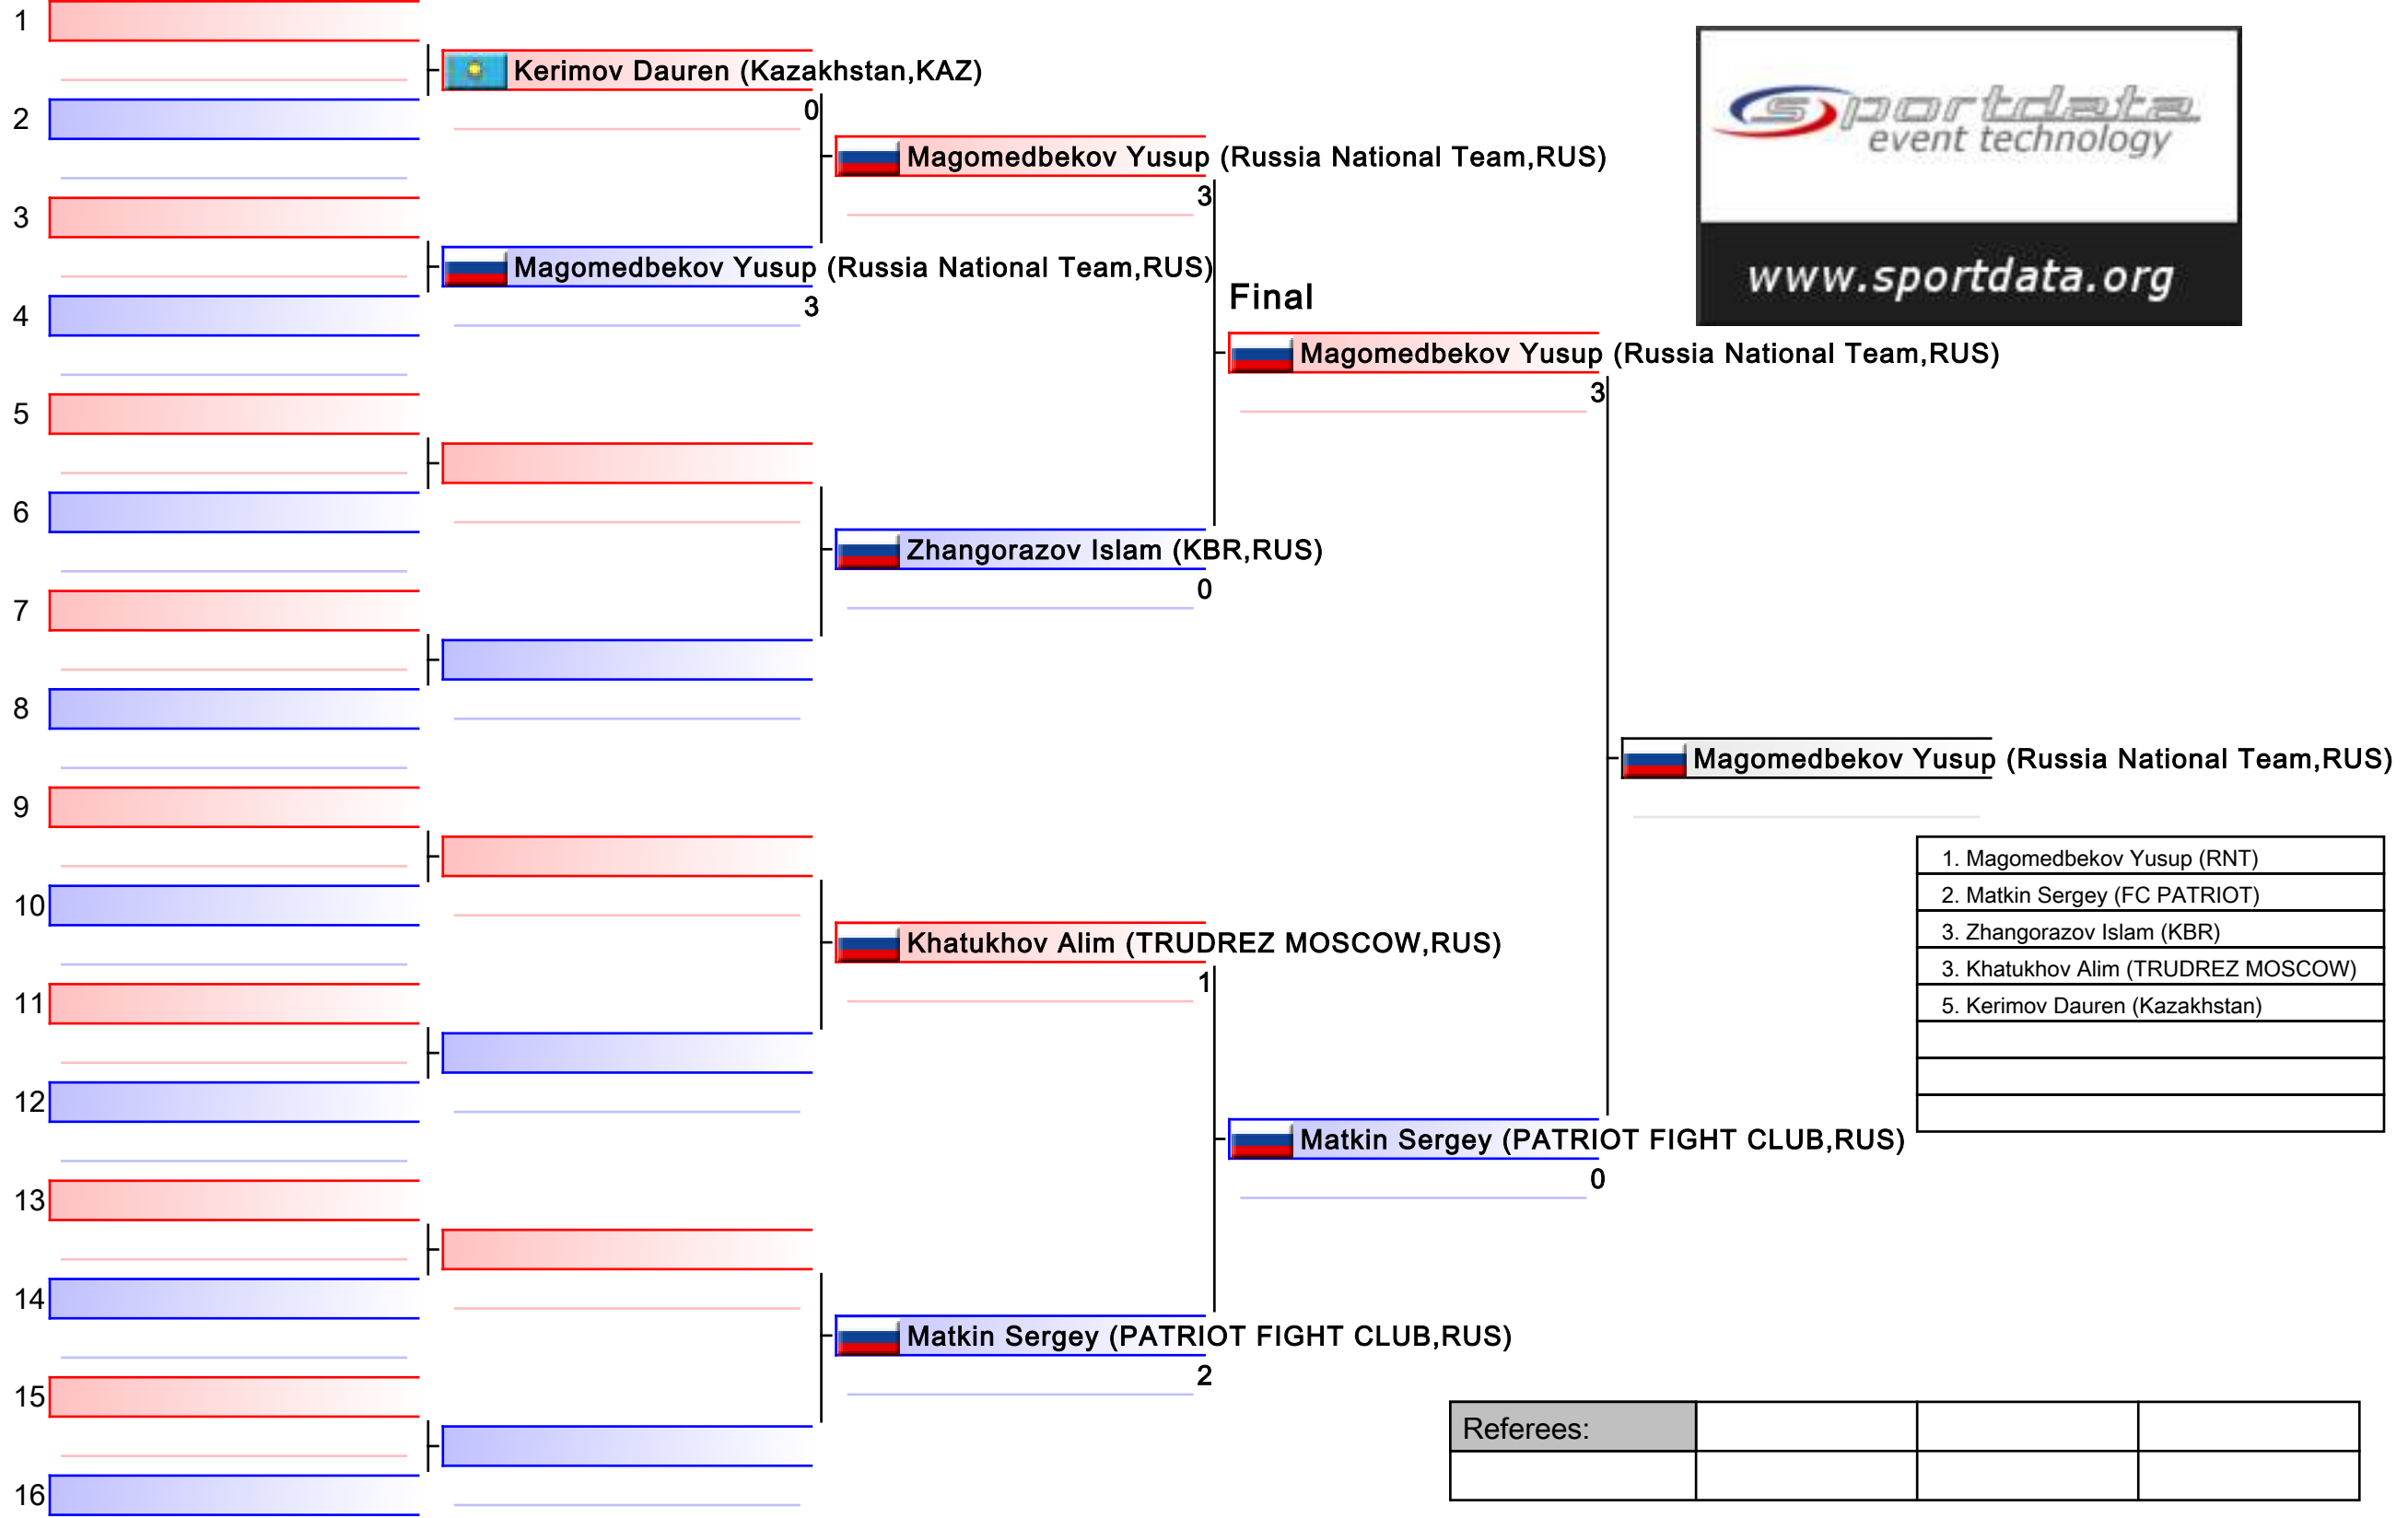 1
Kerimov Dauren (Kazakhstan,KAZ)
0
2
sportdata
event technology
www.sportdata.org
Magomedbekov Yusup (Russia National Team,RUS)
3
3
Magomedbekov Yusup (Russia National Team,RUS)
3
4
Final
Magomedbekov Yusup (Russia National Team,RUS)
3
5
6
Zhangorazov Islam (KBR,RUS)
0
7
8
Magomedbekov Yusup (Russia National Team,RUS)
9
1. Magomedbekov Yusup (RNT)
2. Matkin Sergey (FC PATRIOT)
3. Zhangorazov Islam (KBR)
3. Khatukhov Alim (TRUDREZ MOSCOW)
5. Kerimov Dauren (Kazakhstan)
10
Khatukhov Alim (TRUDREZ MOSCOW,RUS)
1
11
12
Matkin Sergey (PATRIOT FIGHT CLUB,RUS)
0
13
14
Matkin Sergey (PATRIOT FIGHT CLUB,RUS)
2
15
Referees:
16